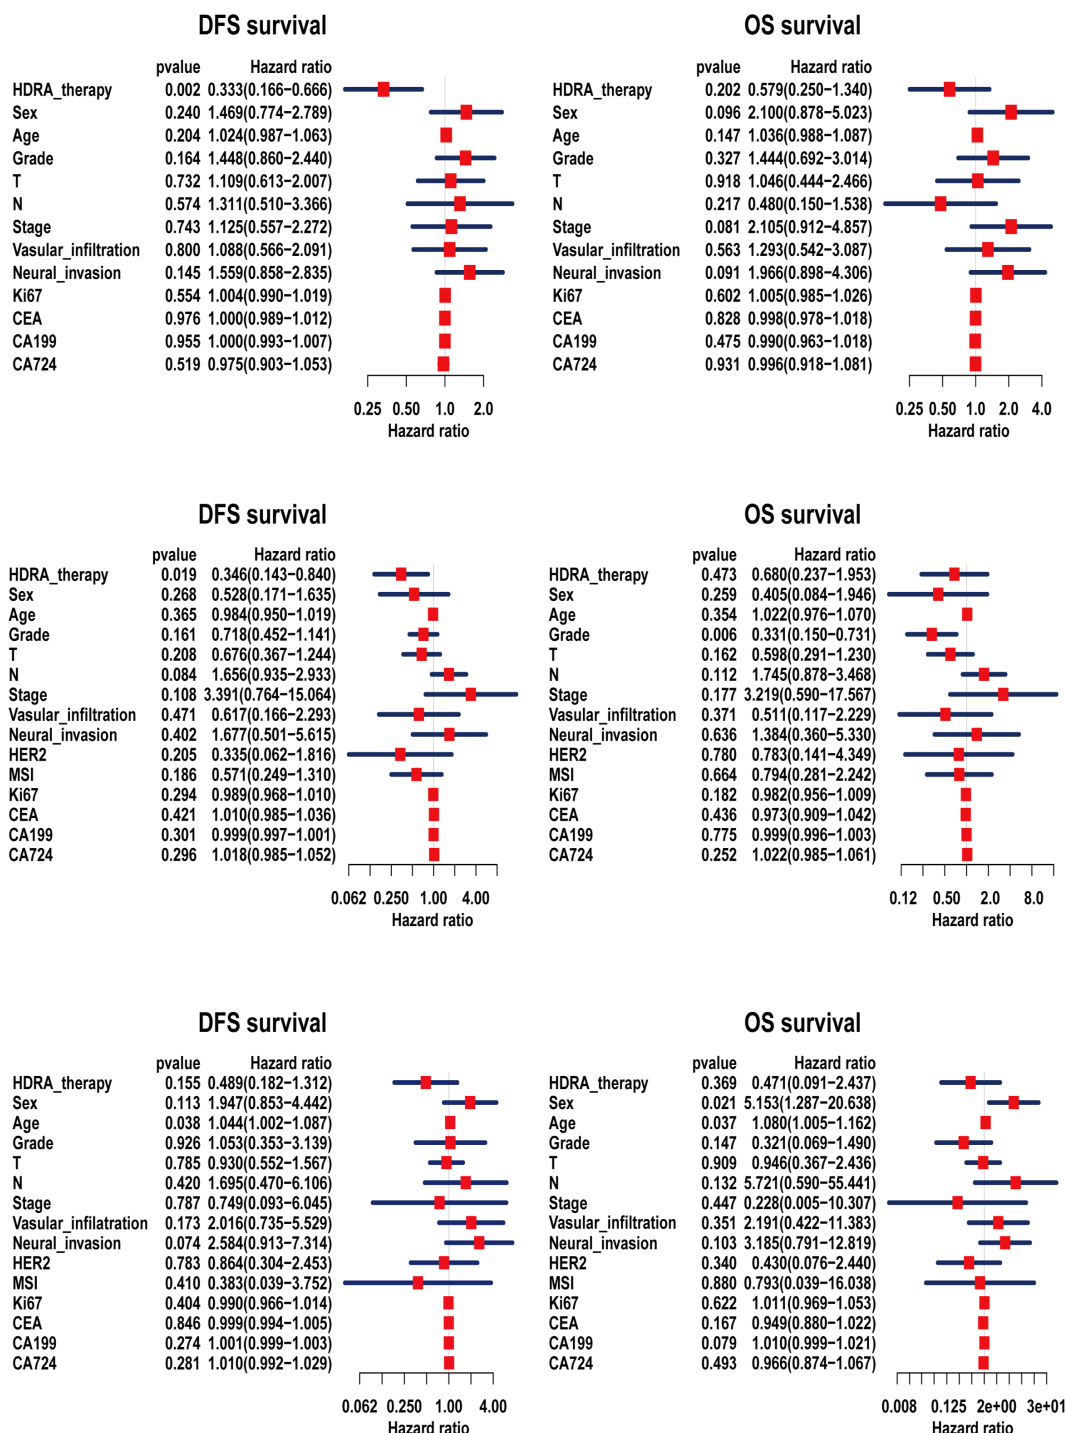 DFS survival
pvalue Hazard ratio
HDRA_therapy 0.002 0.333(0.166−0.666)
Sex 0.240 1.469(0.774−2.789)
Age 0.204 1.024(0.987−1.063)
Grade 0.164 1.448(0.860−2.440)
T 0.732 1.109(0.613−2.007)
N 0.574 1.311(0.510−3.366)
Stage 0.743 1.125(0.557−2.272)
Vasular_infiltration 0.800 1.088(0.566−2.091)
Neural_invasion 0.145 1.559(0.858−2.835)
Ki67 0.554 1.004(0.990−1.019)
CEA 0.976 1.000(0.989−1.012)
CA199 0.955 1.000(0.993−1.007)
CA724 0.519 0.975(0.903−1.053)
0.25 0.50 1.0 2.0
Hazard ratio
OS survival
pvalue Hazard ratio
HDRA_therapy 0.202 0.579(0.250−1.340)
Sex 0.096 2.100(0.878−5.023)
Age 0.147 1.036(0.988−1.087)
Grade 0.327 1.444(0.692−3.014)
T 0.918 1.046(0.444−2.466)
N 0.217 0.480(0.150−1.538)
Stage 0.081 2.105(0.912−4.857)
Vasular_infiltration 0.563 1.293(0.542−3.087)
Neural_invasion 0.091 1.966(0.898−4.306)
Ki67 0.602 1.005(0.985−1.026)
CEA 0.828 0.998(0.978−1.018)
CA199 0.475 0.990(0.963−1.018)
CA724 0.931 0.996(0.918−1.081)
0.25 0.50 1.0 2.0 4.0
Hazard ratio
DFS survival
pvalue Hazard ratio
HDRA_therapy 0.019 0.346(0.143−0.840)
Sex 0.268 0.528(0.171−1.635)
Age 0.365 0.984(0.950−1.019)
Grade 0.161 0.718(0.452−1.141)
T 0.208 0.676(0.367−1.244)
N 0.084 1.656(0.935−2.933)
Stage 0.108 3.391(0.764−15.064)
Vasular_infiltration 0.471 0.617(0.166−2.293)
Neural_invasion 0.402 1.677(0.501−5.615)
HER2 0.205 0.335(0.062−1.816)
MSI 0.186 0.571(0.249−1.310)
Ki67 0.294 0.989(0.968−1.010)
CEA 0.421 1.010(0.985−1.036)
CA199 0.301 0.999(0.997−1.001)
CA724 0.296 1.018(0.985−1.052)
0.062 0.250 1.00 4.00
Hazard ratio
OS survival
pvalue Hazard ratio
HDRA_therapy 0.473 0.680(0.237−1.953)
Sex 0.259 0.405(0.084−1.946)
Age 0.354 1.022(0.976−1.070)
Grade 0.006 0.331(0.150−0.731)
T 0.162 0.598(0.291−1.230)
N 0.112 1.745(0.878−3.468)
Stage 0.177 3.219(0.590−17.567)
Vasular_infiltration 0.371 0.511(0.117−2.229)
Neural_invasion 0.636 1.384(0.360−5.330)
HER2 0.780 0.783(0.141−4.349)
MSI 0.664 0.794(0.281−2.242)
Ki67 0.182 0.982(0.956−1.009)
CEA 0.436 0.973(0.909−1.042)
CA199 0.775 0.999(0.996−1.003)
CA724 0.252 1.022(0.985−1.061)
0.12 0.50 2.0 8.0
Hazard ratio
DFS survival
pvalue Hazard ratio
HDRA_therapy 0.155 0.489(0.182−1.312)
Sex 0.113 1.947(0.853−4.442)
Age 0.038 1.044(1.002−1.087)
Grade 0.926 1.053(0.353−3.139)
T 0.785 0.930(0.552−1.567)
N 0.420 1.695(0.470−6.106)
Stage 0.787 0.749(0.093−6.045)
Vasular_infilatration 0.173 2.016(0.735−5.529)
Neural_invasion 0.074 2.584(0.913−7.314)
HER2 0.783 0.864(0.304−2.453)
MSI 0.410 0.383(0.039−3.752)
Ki67 0.404 0.990(0.966−1.014)
CEA 0.846 0.999(0.994−1.005)
CA199 0.274 1.001(0.999−1.003)
CA724 0.281 1.010(0.992−1.029)
0.062 0.250 1.00 4.00
Hazard ratio
OS survival
pvalue Hazard ratio
HDRA_therapy 0.369 0.471(0.091−2.437)
Sex 0.021 5.153(1.287−20.638)
Age 0.037 1.080(1.005−1.162)
Grade 0.147 0.321(0.069−1.490)
T 0.909 0.946(0.367−2.436)
N 0.132 5.721(0.590−55.441)
Stage 0.447 0.228(0.005−10.307)
Vasular_infiltration 0.351 2.191(0.422−11.383)
Neural_invasion 0.103 3.185(0.791−12.819)
HER2 0.340 0.430(0.076−2.440)
MSI 0.880 0.793(0.039−16.038)
Ki67 0.622 1.011(0.969−1.053)
CEA 0.167 0.949(0.880−1.022)
CA199 0.079 1.010(0.999−1.021)
CA724 0.493 0.966(0.874−1.067)
0.008 0.125 2e+00 3e+01
Hazard ratio